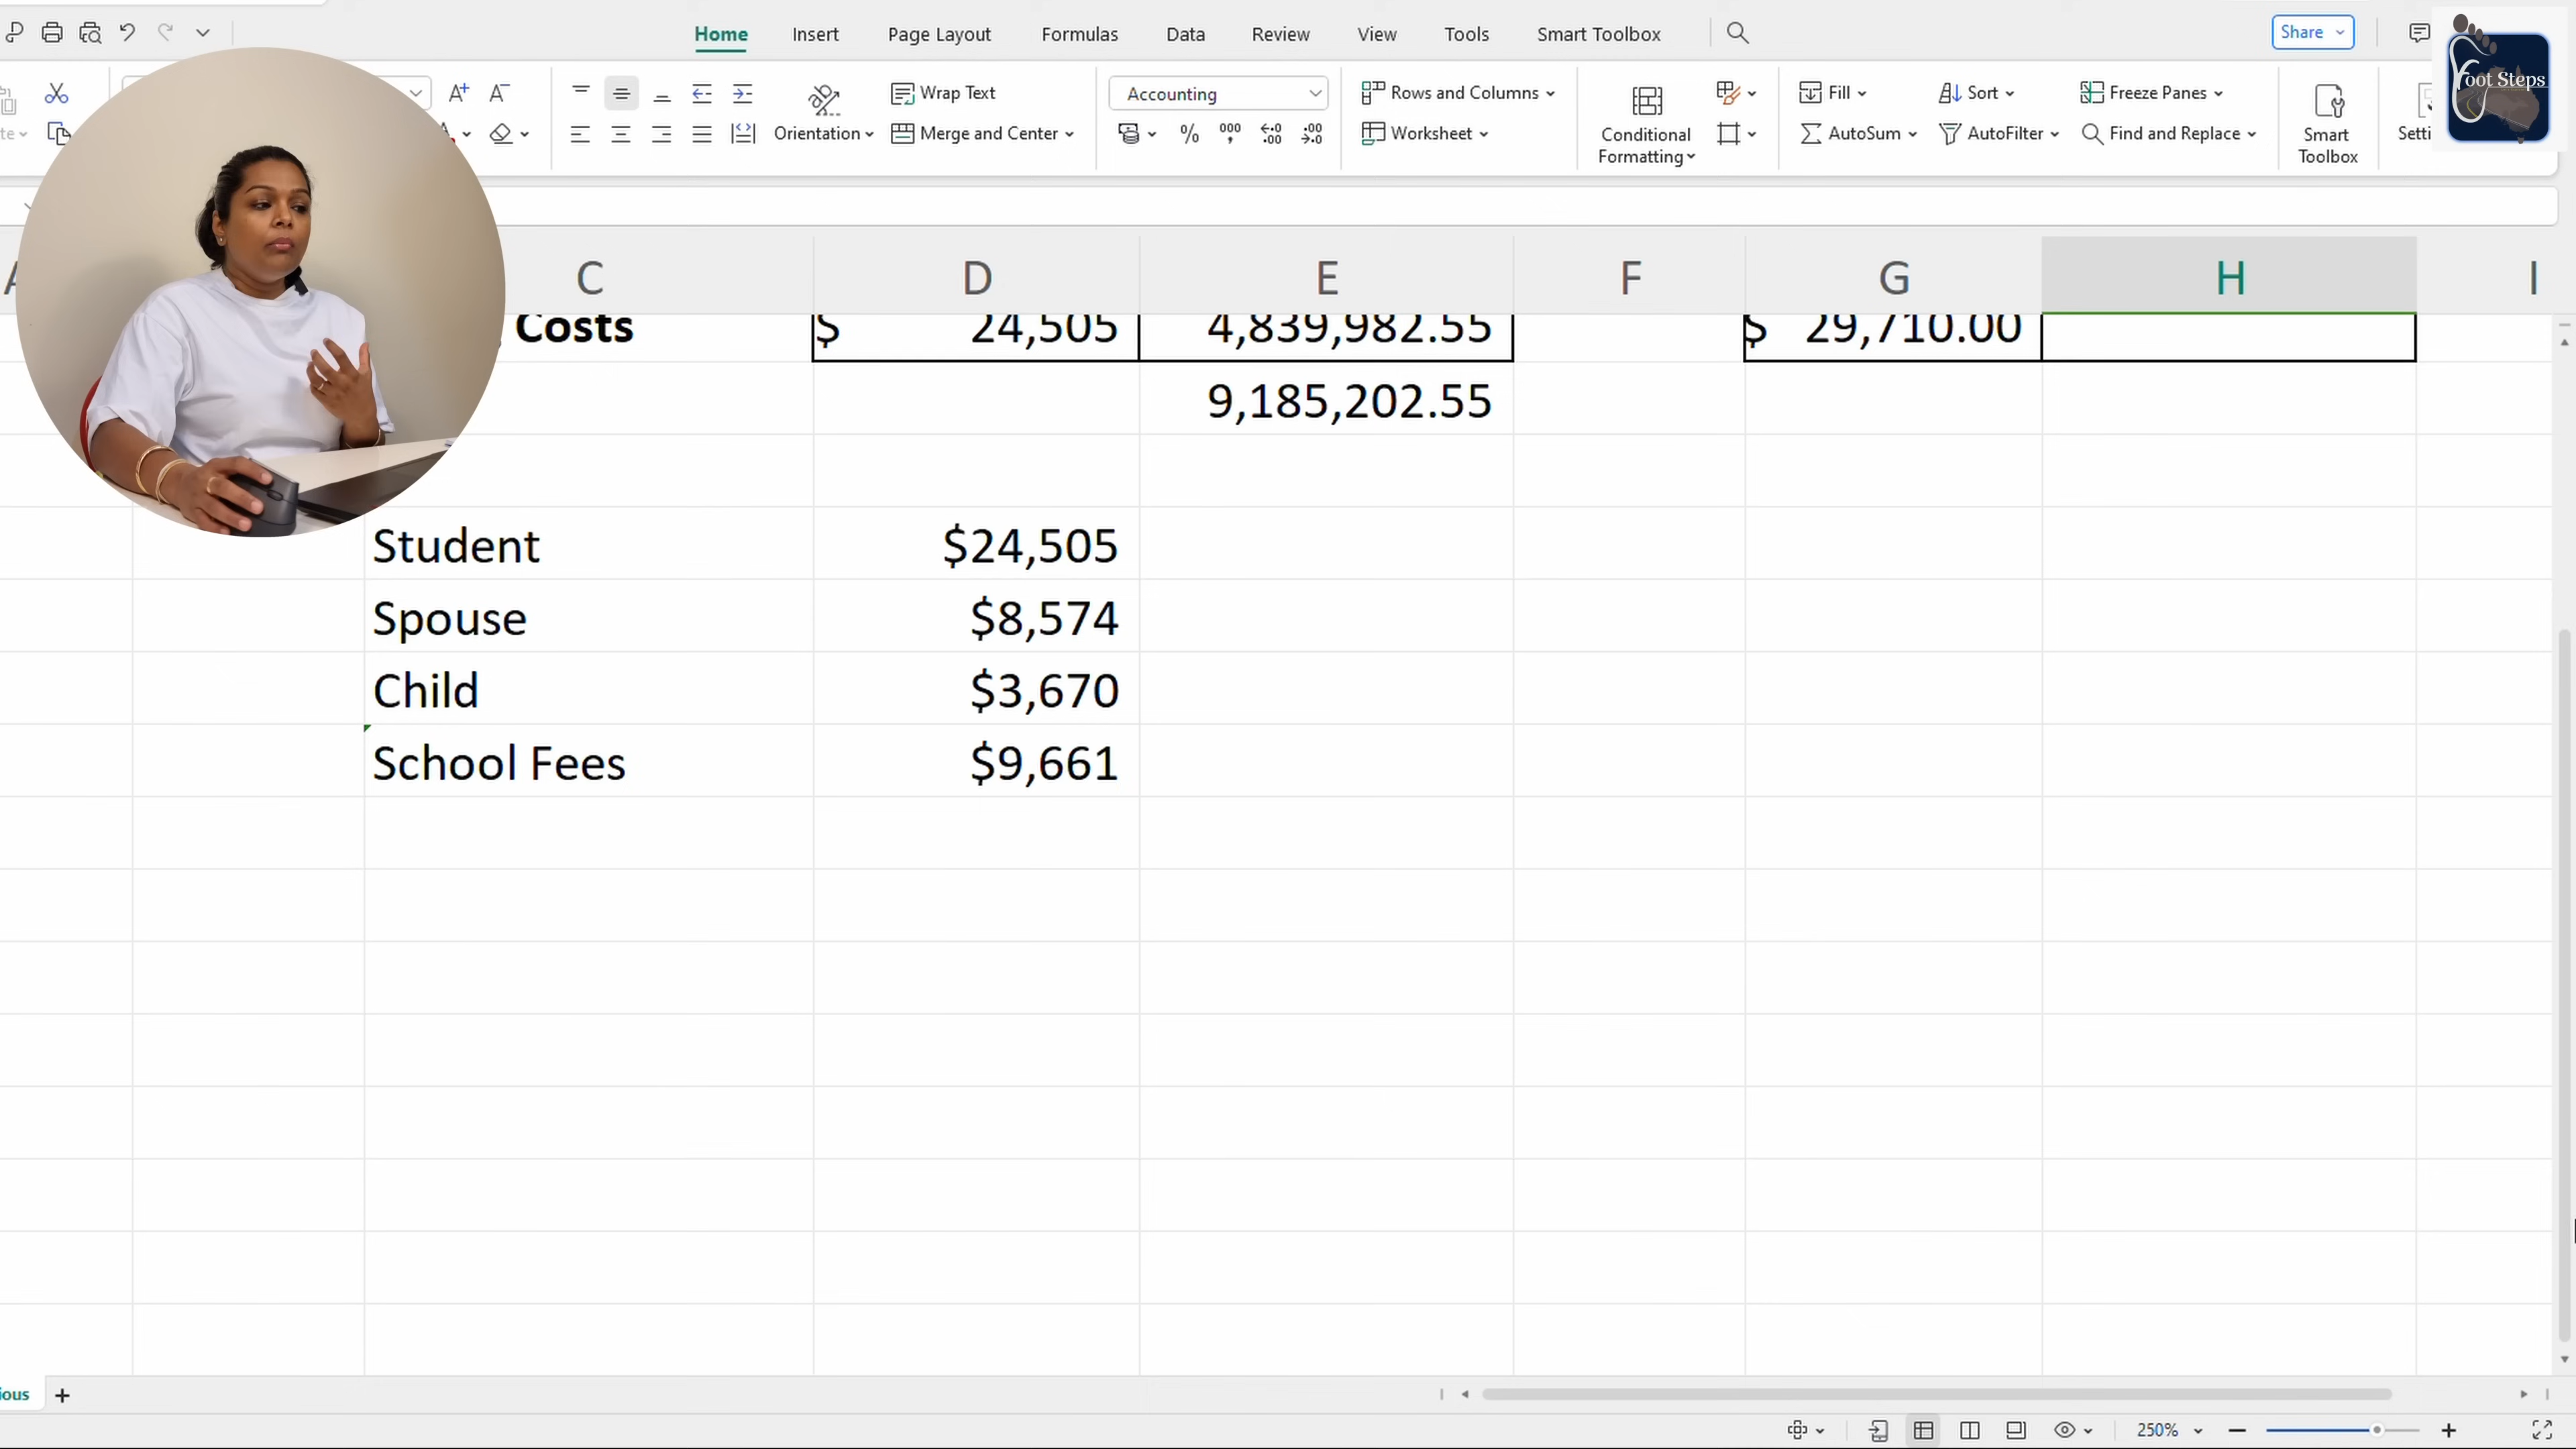 Home Insert Page Layout Formulas Data Review View Tools Smart Toolbox Share
Foot Steps
A+ A- Orientation Wrap Text Accounting Rows and Columns Fill Sort Freeze Panes
Merge and Center % 000 Worksheet Conditional Formatting AutoSum AutoFilter Find and Replace Smart Toolbox
C D E F G H I
Costs $ 24,505 4,839,982.55 $ 29,710.00
9,185,202.55
Student $24,505
Spouse $8,574
Child $3,670
School Fees $9,661
250%